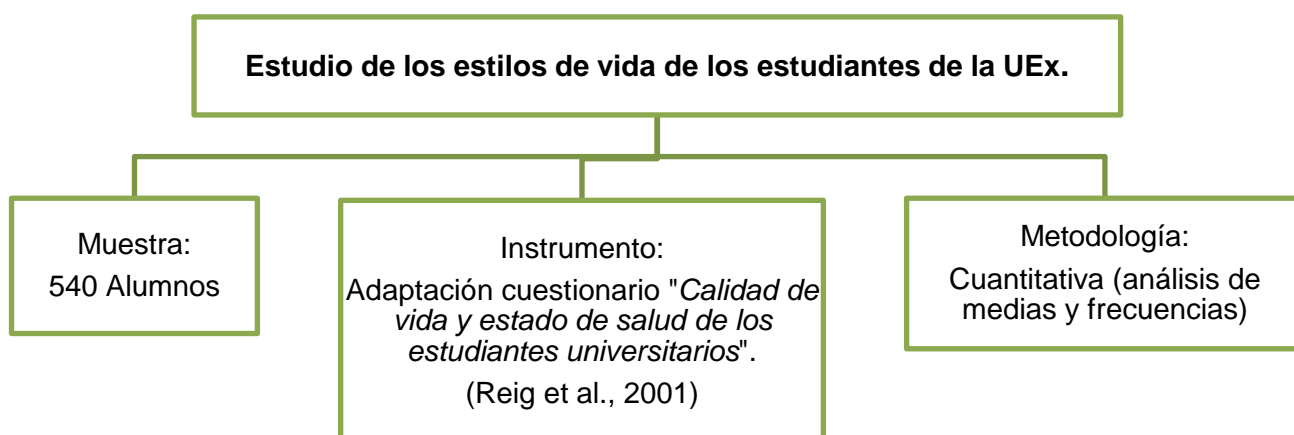 Estudio de los estilos de vida de los estudiantes de la UEx.
Muestra:
540 Alumnos
Instrumento:
Adaptación cuestionario "Calidad de
vida y estado de salud de los
estudiantes universitarios".
(Reig et al., 2001)
Metodología:
Cuantitativa (análisis de
medias y frecuencias)